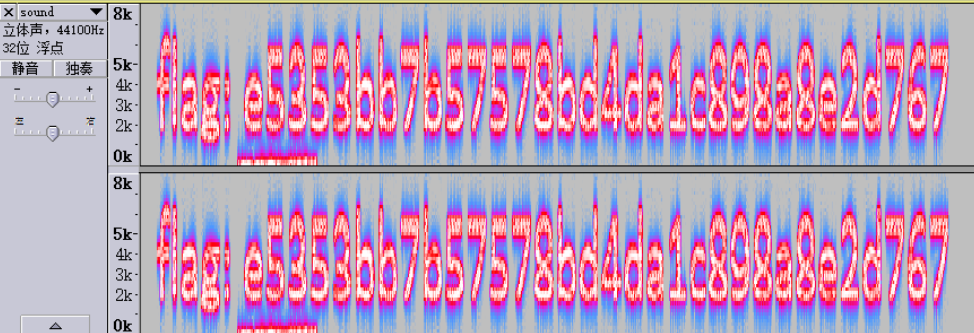 sound
立体声, 44100Hz
32位 浮点
静音 独奏
- +
8k
5k
4k
3k
2k
0k
flag:e5353bb7b57578bd4da1c898a8e2d767
8k
5k
4k
3k
2k
0k
flag:e5353bb7b57578bd4da1c898a8e2d767